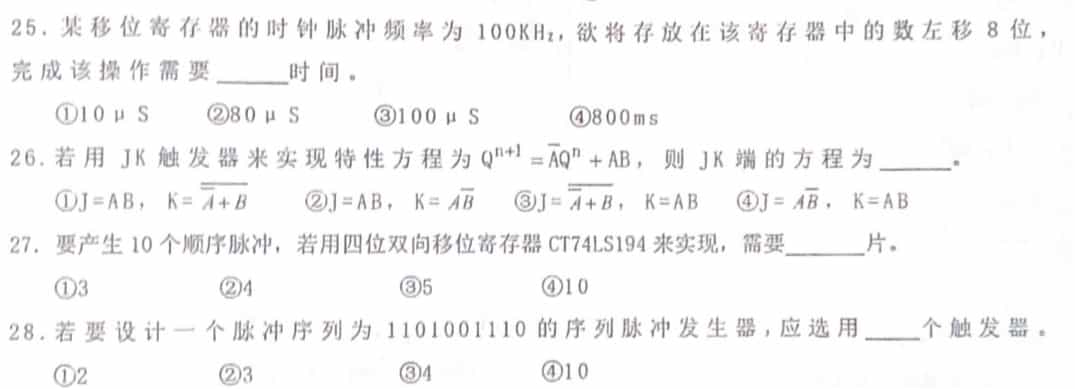 25. 某移位寄存器的时钟脉冲频率为 100KHz, 欲将存放在该寄存器中的数左移 8 位，
完成该操作需要______时间。
①10 μ S ②80 μ S ③100 μ S ④800ms
26. 若用 JK 触发器来实现特性方程为 Qⁿ⁺¹ = A̅Qⁿ + AB， 则 JK 端的方程为______。
①J=AB， K= \overline{\overline{A}+B} ②J=AB， K= AB̅ ③J= \overline{\overline{A}+B}， K=AB ④J= AB̅， K=AB
27. 要产生 10 个顺序脉冲，若用四位双向移位寄存器 CT74LS194 来实现，需要______片。
①3 ②4 ③5 ④10
28. 若要设计一个脉冲序列为 1101001110 的序列脉冲发生器，应选用____个触发器。
①2 ②3 ③4 ④10